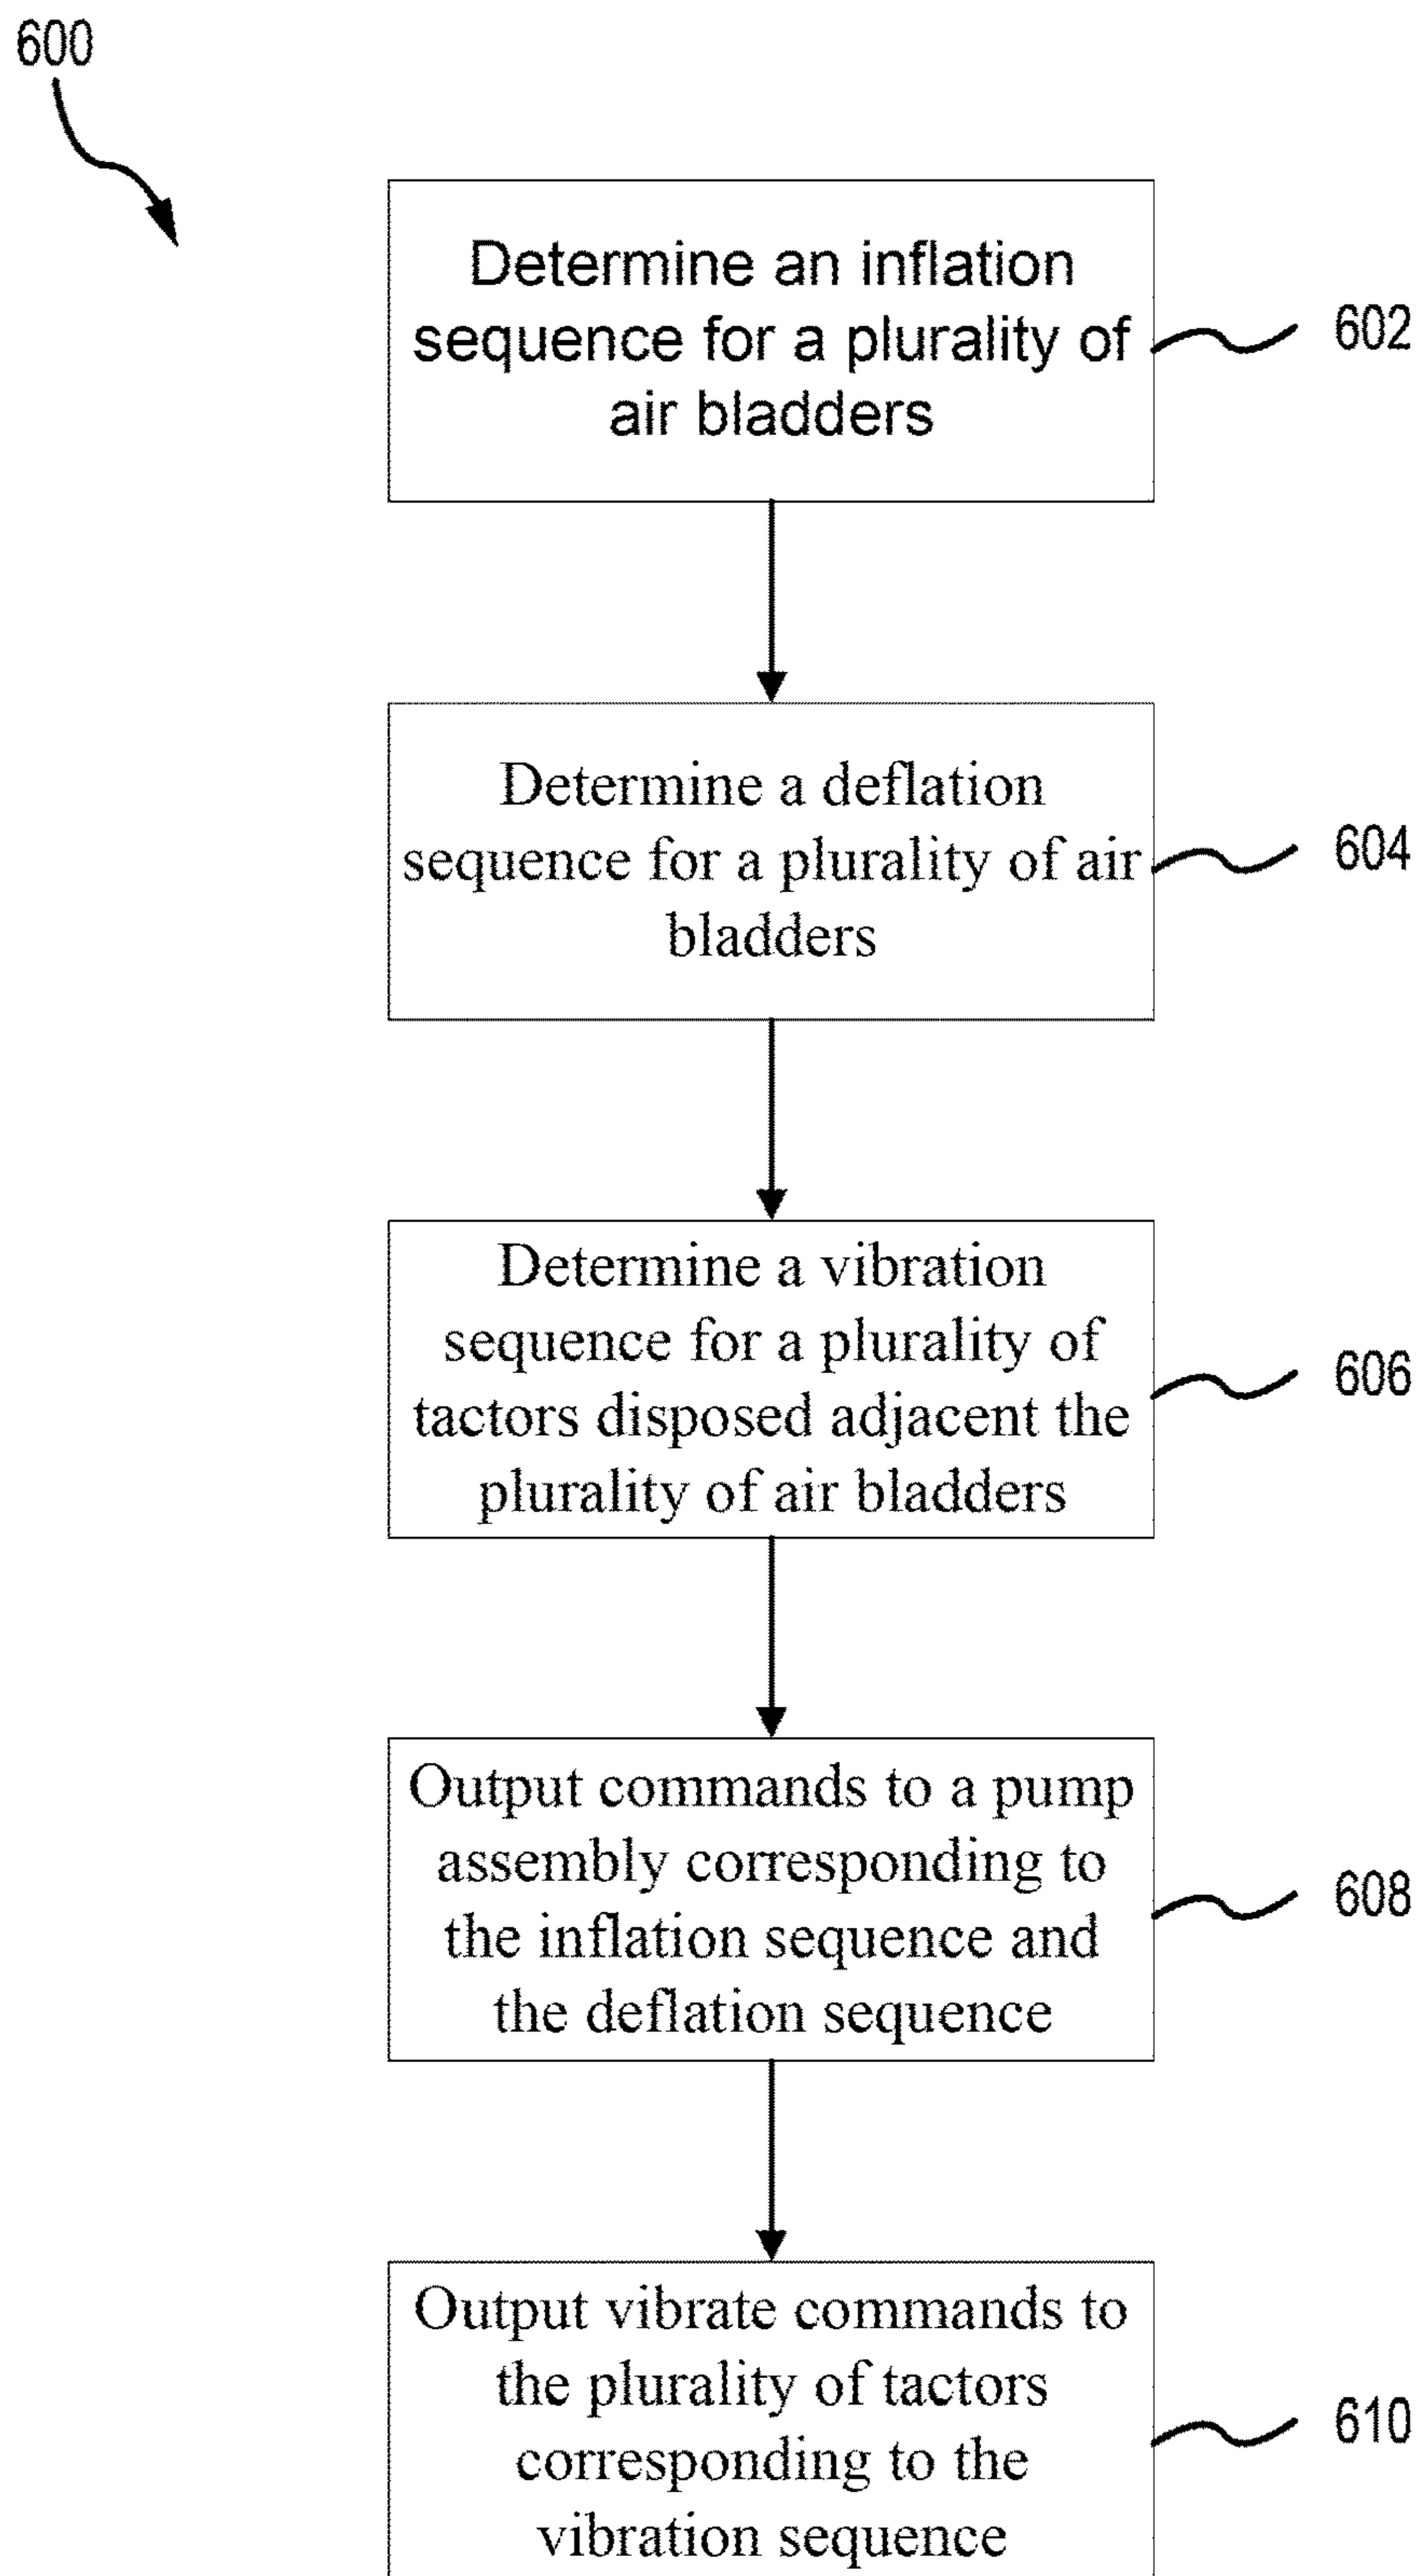 600
Determine an inflation
sequence for a plurality of
air bladders
602
Determine a deflation
sequence for a plurality of air
bladders
604
Determine a vibration
sequence for a plurality of
tactors disposed adjacent the
plurality of air bladders
606
Output commands to a pump
assembly corresponding to
the inflation sequence and
the deflation sequence
608
Output vibrate commands to
the plurality of tactors
corresponding to the
vibration sequence
610